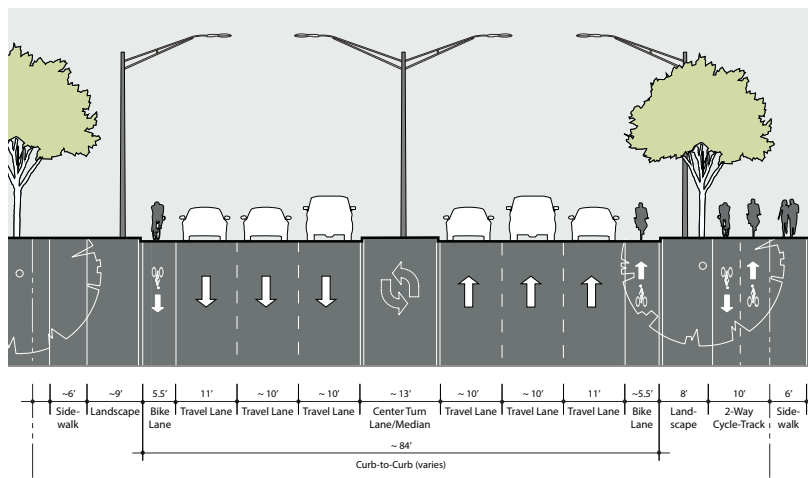 ~6' ~9' 5.5' 11' ~ 10' ~ 10' ~ 13' ~ 10' ~ 10' 11' ~5.5' 8' 10' 6'
Side- Landscape Bike Travel Lane Travel Lane Travel Lane Center Turn Travel Lane Travel Lane Travel Lane Bike Land- 2-Way Side-
walk Lane Lane/Median Lane scape Cycle-Track walk
~ 84'
Curb-to-Curb (varies)